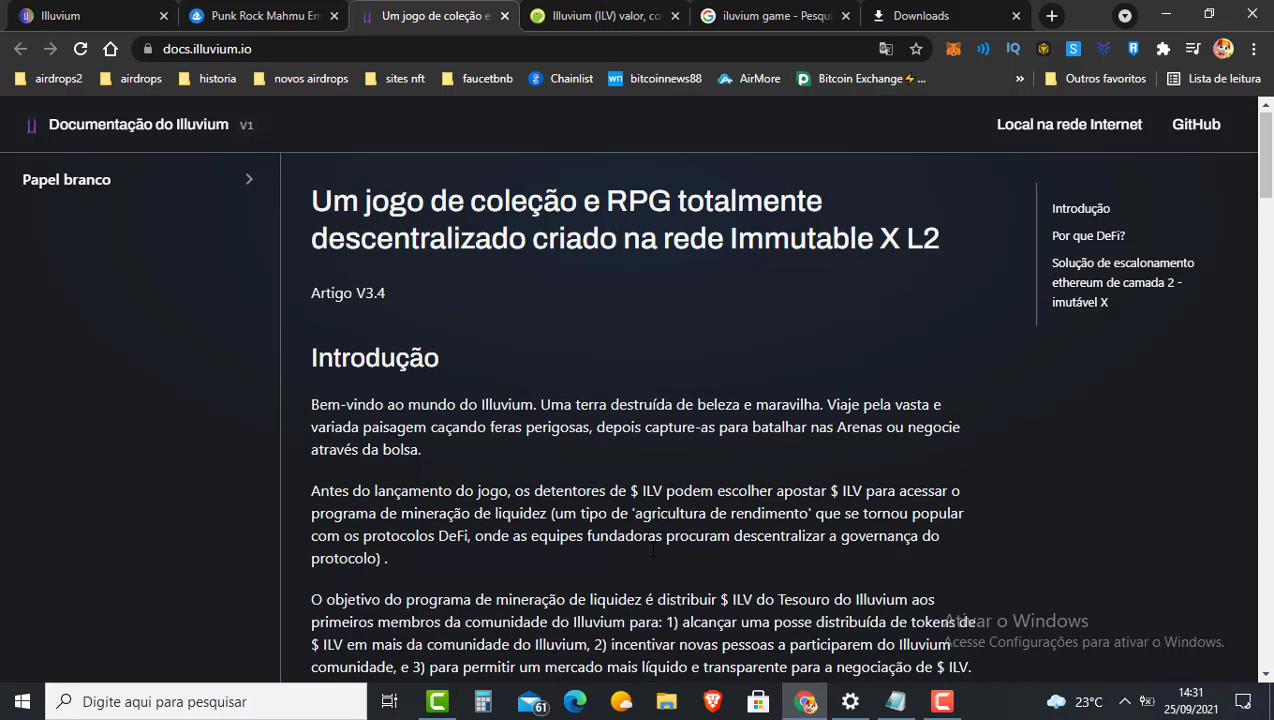 Illuvium
Punk Rock Mahmu Em
Um jogo de coleção e
Illuvium (ILV) valor, co
iluvium game - Pesqui
Downloads
docs.illuvium.io
airdrops2
airdrops
historia
novos airdrops
sites nft
faucetbnb
Chainlist
bitcoinnews88
AirMore
Bitcoin Exchange⚡...
»
Outros favoritos
Lista de leitura
Documentação do Illuvium V1
Local na rede Internet
GitHub
Papel branco
Um jogo de coleção e RPG totalmente
descentralizado criado na rede Immutable X L2
Artigo V3.4
Introdução
Bem-vindo ao mundo do Illuvium. Uma terra destruída de beleza e maravilha. Viaje pela vasta e
variada paisagem caçando feras perigosas, depois capture-as para batalhar nas Arenas ou negocie
através da bolsa.
Antes do lançamento do jogo, os detentores de $ ILV podem escolher apostar $ ILV para acessar o
programa de mineração de liquidez (um tipo de 'agricultura de rendimento' que se tornou popular
com os protocolos DeFi, onde as equipes fundadoras procuram descentralizar a governança do
protocolo) .
O objetivo do programa de mineração de liquidez é distribuir $ ILV do Tesouro do Illuvium aos
primeiros membros da comunidade do Illuvium para: 1) alcançar uma posse distribuída de tokens de
$ ILV em mais da comunidade do Illuvium, 2) incentivar novas pessoas a participarem do Illuvium
comunidade, e 3) para permitir um mercado mais líquido e transparente para a negociação de $ ILV.
Introdução
Por que DeFi?
Solução de escalonamento
ethereum de camada 2 -
imutável X
Ativar o Windows
Acesse Configurações para ativar o Windows.
Digite aqui para pesquisar
61
23°C
14:31
25/09/2021